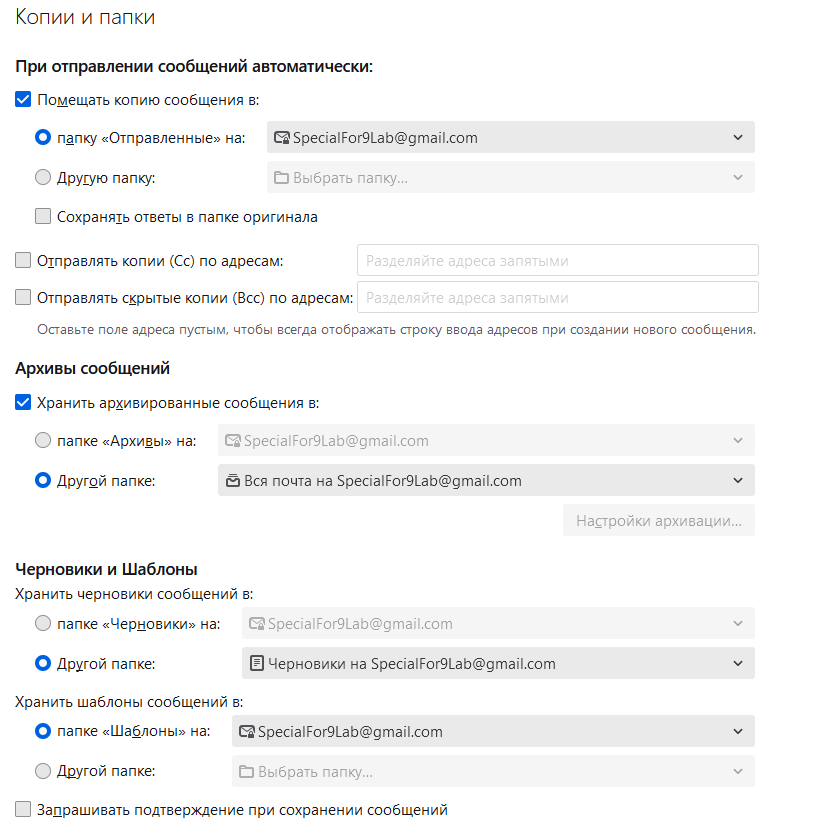 Копии и папки
При отправлении сообщений автоматически:
Помещать копию сообщения в:
папку «Отправленные» на: SpecialFor9Lab@gmail.com
Другую папку: Выбрать папку...
Сохранять ответы в папке оригинала
Отправлять копии (Cc) по адресам: Разделяйте адреса запятыми
Отправлять скрытые копии (Bcc) по адресам: Разделяйте адреса запятыми
Оставьте поле адреса пустым, чтобы всегда отображать строку ввода адресов при создании нового сообщения.
Архивы сообщений
Хранить архивированные сообщения в:
папке «Архивы» на: SpecialFor9Lab@gmail.com
Другой папке: Вся почта на SpecialFor9Lab@gmail.com
Настройки архивации...
Черновики и Шаблоны
Хранить черновики сообщений в:
папке «Черновики» на: SpecialFor9Lab@gmail.com
Другой папке: Черновики на SpecialFor9Lab@gmail.com
Хранить шаблоны сообщений в:
папке «Шаблоны» на: SpecialFor9Lab@gmail.com
Другой папке: Выбрать папку...
Запрашивать подтверждение при сохранении сообщений